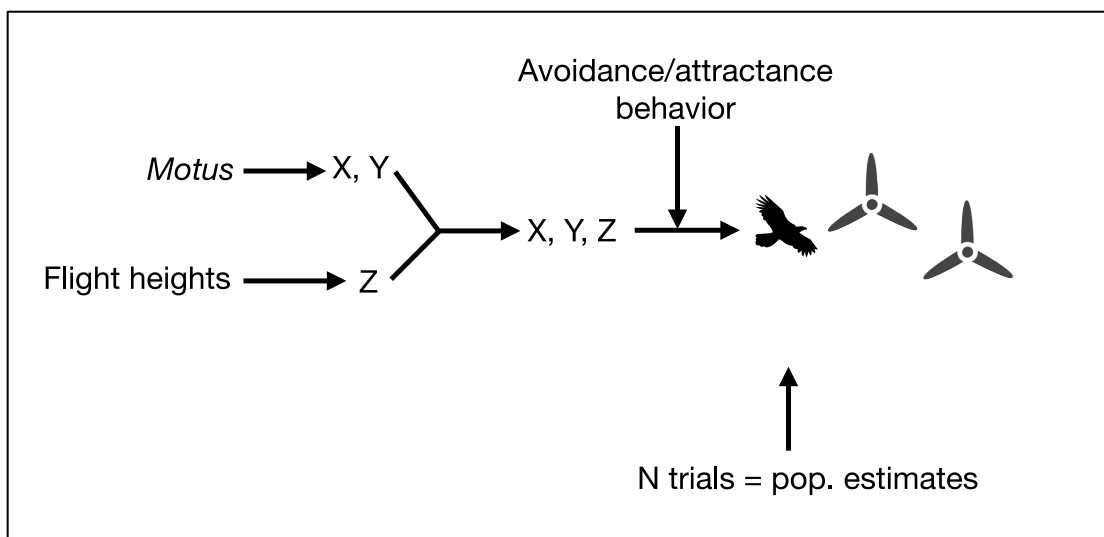 Avoidance/attractance
behavior
Motus
X, Y
X, Y, Z
Flight heights
Z
N trials = pop. estimates